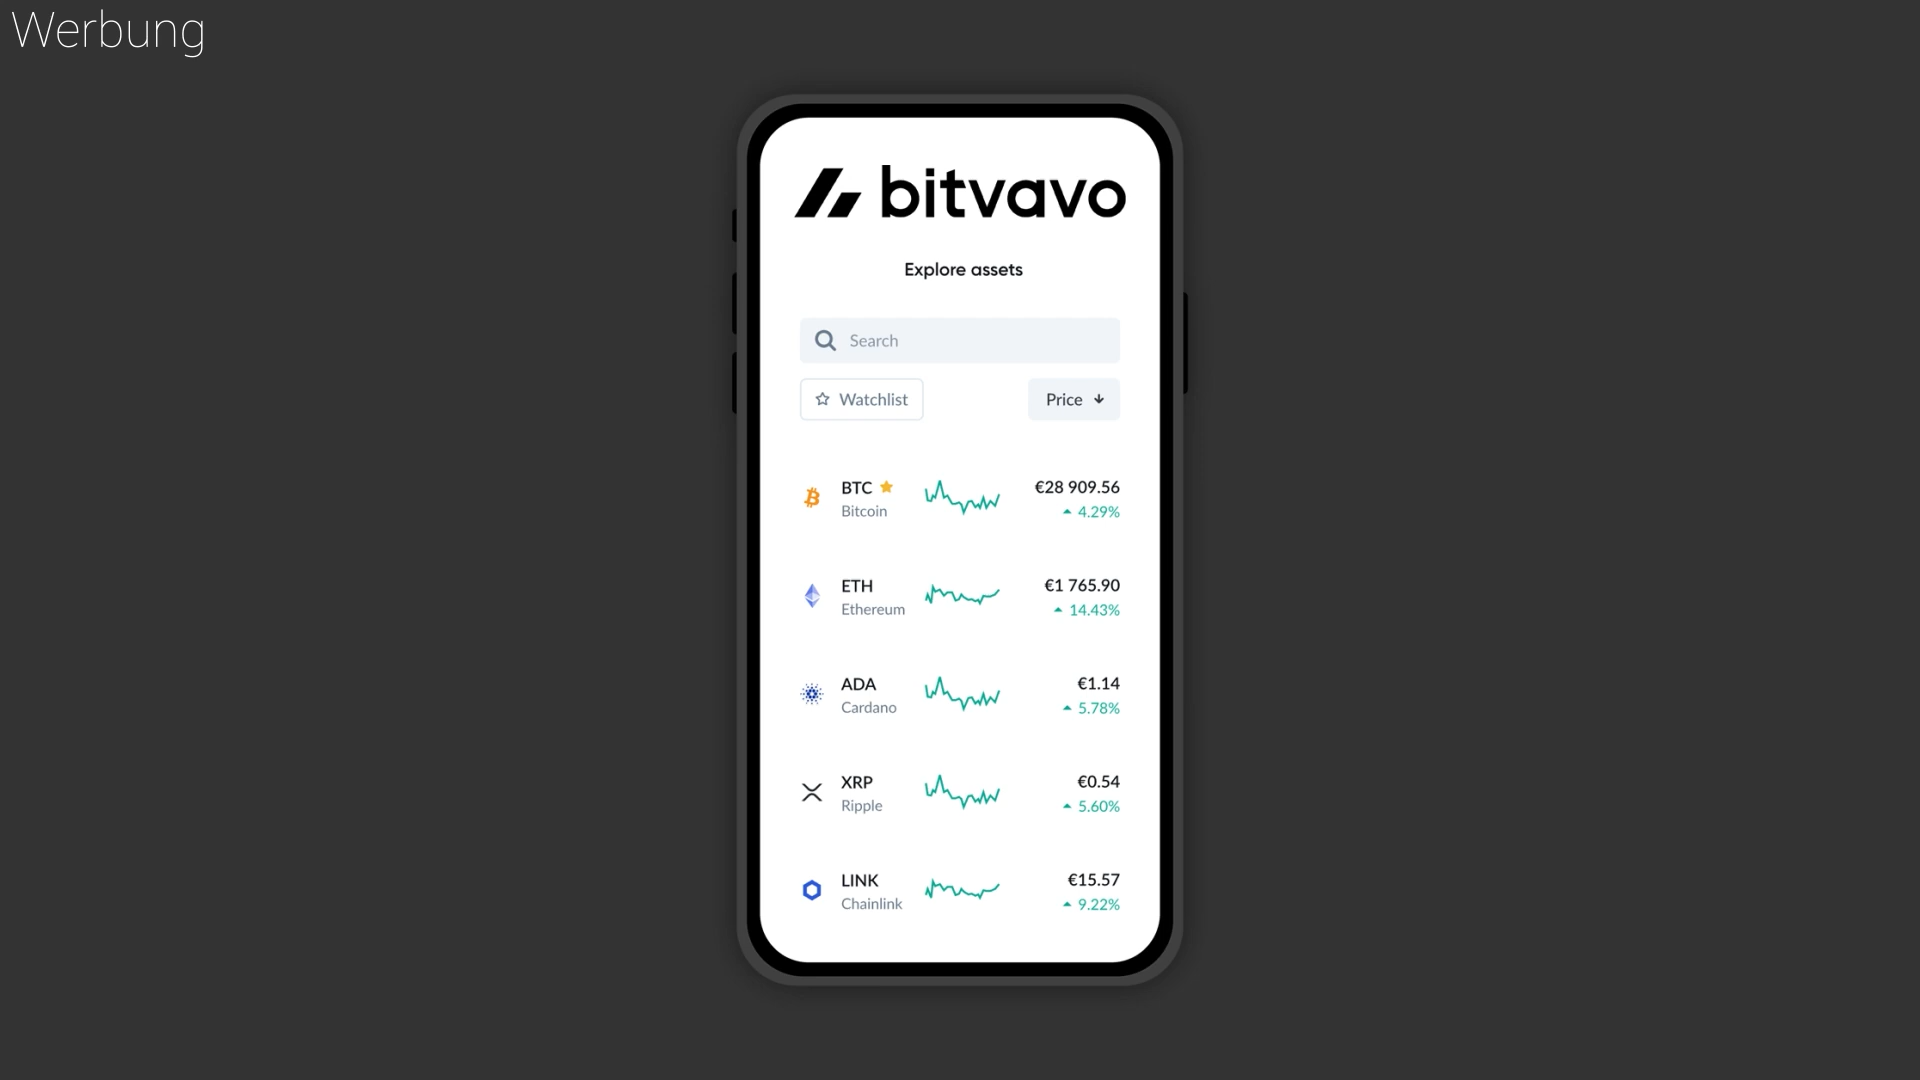 Werbung
bitvavo
Explore assets
Search
Watchlist
Price
BTC
€28 909.56
Bitcoin
4.29%
ETH
€1 765.90
Ethereum
14.43%
ADA
€1.14
Cardano
5.78%
XRP
€0.54
Ripple
5.60%
LINK
€15.57
Chainlink
9.22%